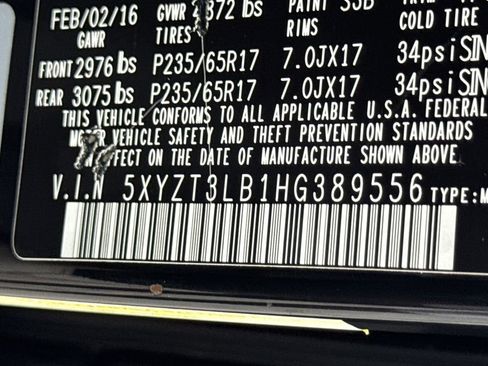 FEB/02/16 GVWR 2372 lbs PAINT S3B
GAWR TIRES RIMS COLD TIRE
FRONT 2976 lbs P235/65R17 7.0JX17 34psi SIN
REAR 3075 lbs P235/65R17 7.0JX17 34psi SIN
THIS VEHICLE CONFORMS TO ALL APPLICABLE U.S.A. FEDERAL
VEHICLE SAFETY AND THEFT PREVENTION STANDARDS
EFFECT ON THE DATE OF MANUFACTURE SHOWN ABOVE
V.I.N 5XYZT3LB1HG389556 TYPE:M